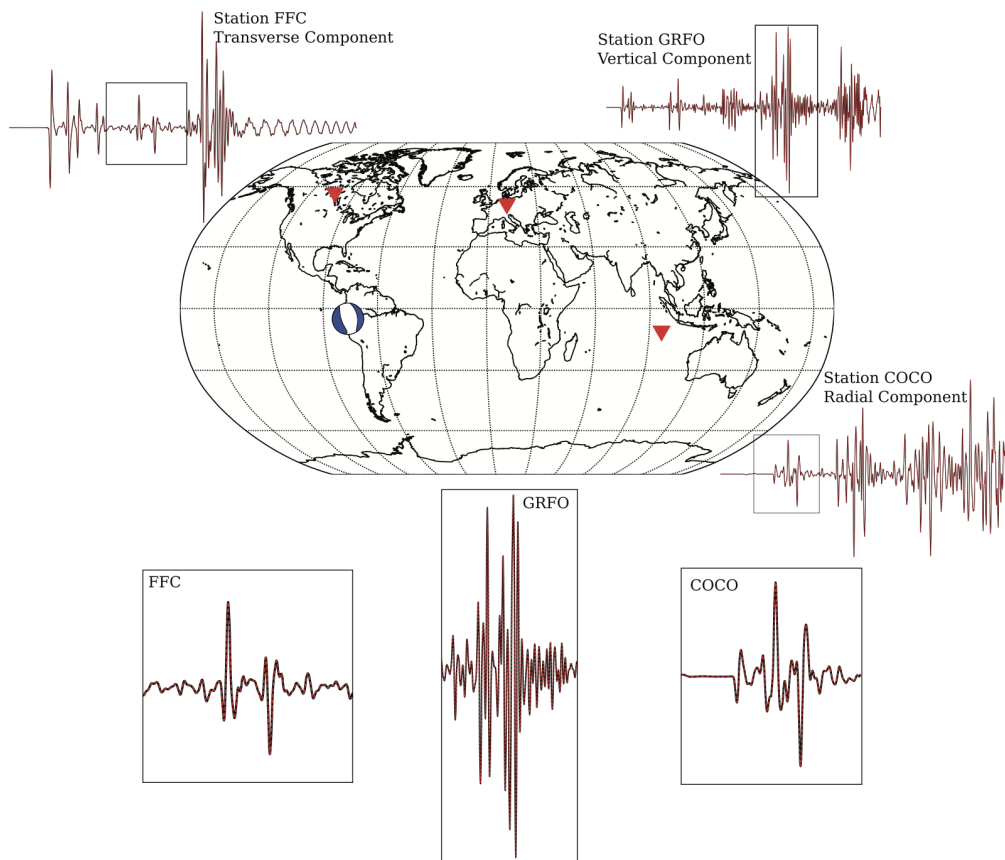 Station FFC
Transverse Component
Station GRFO
Vertical Component
Station COCO
Radial Component
GRFO
FFC
COCO